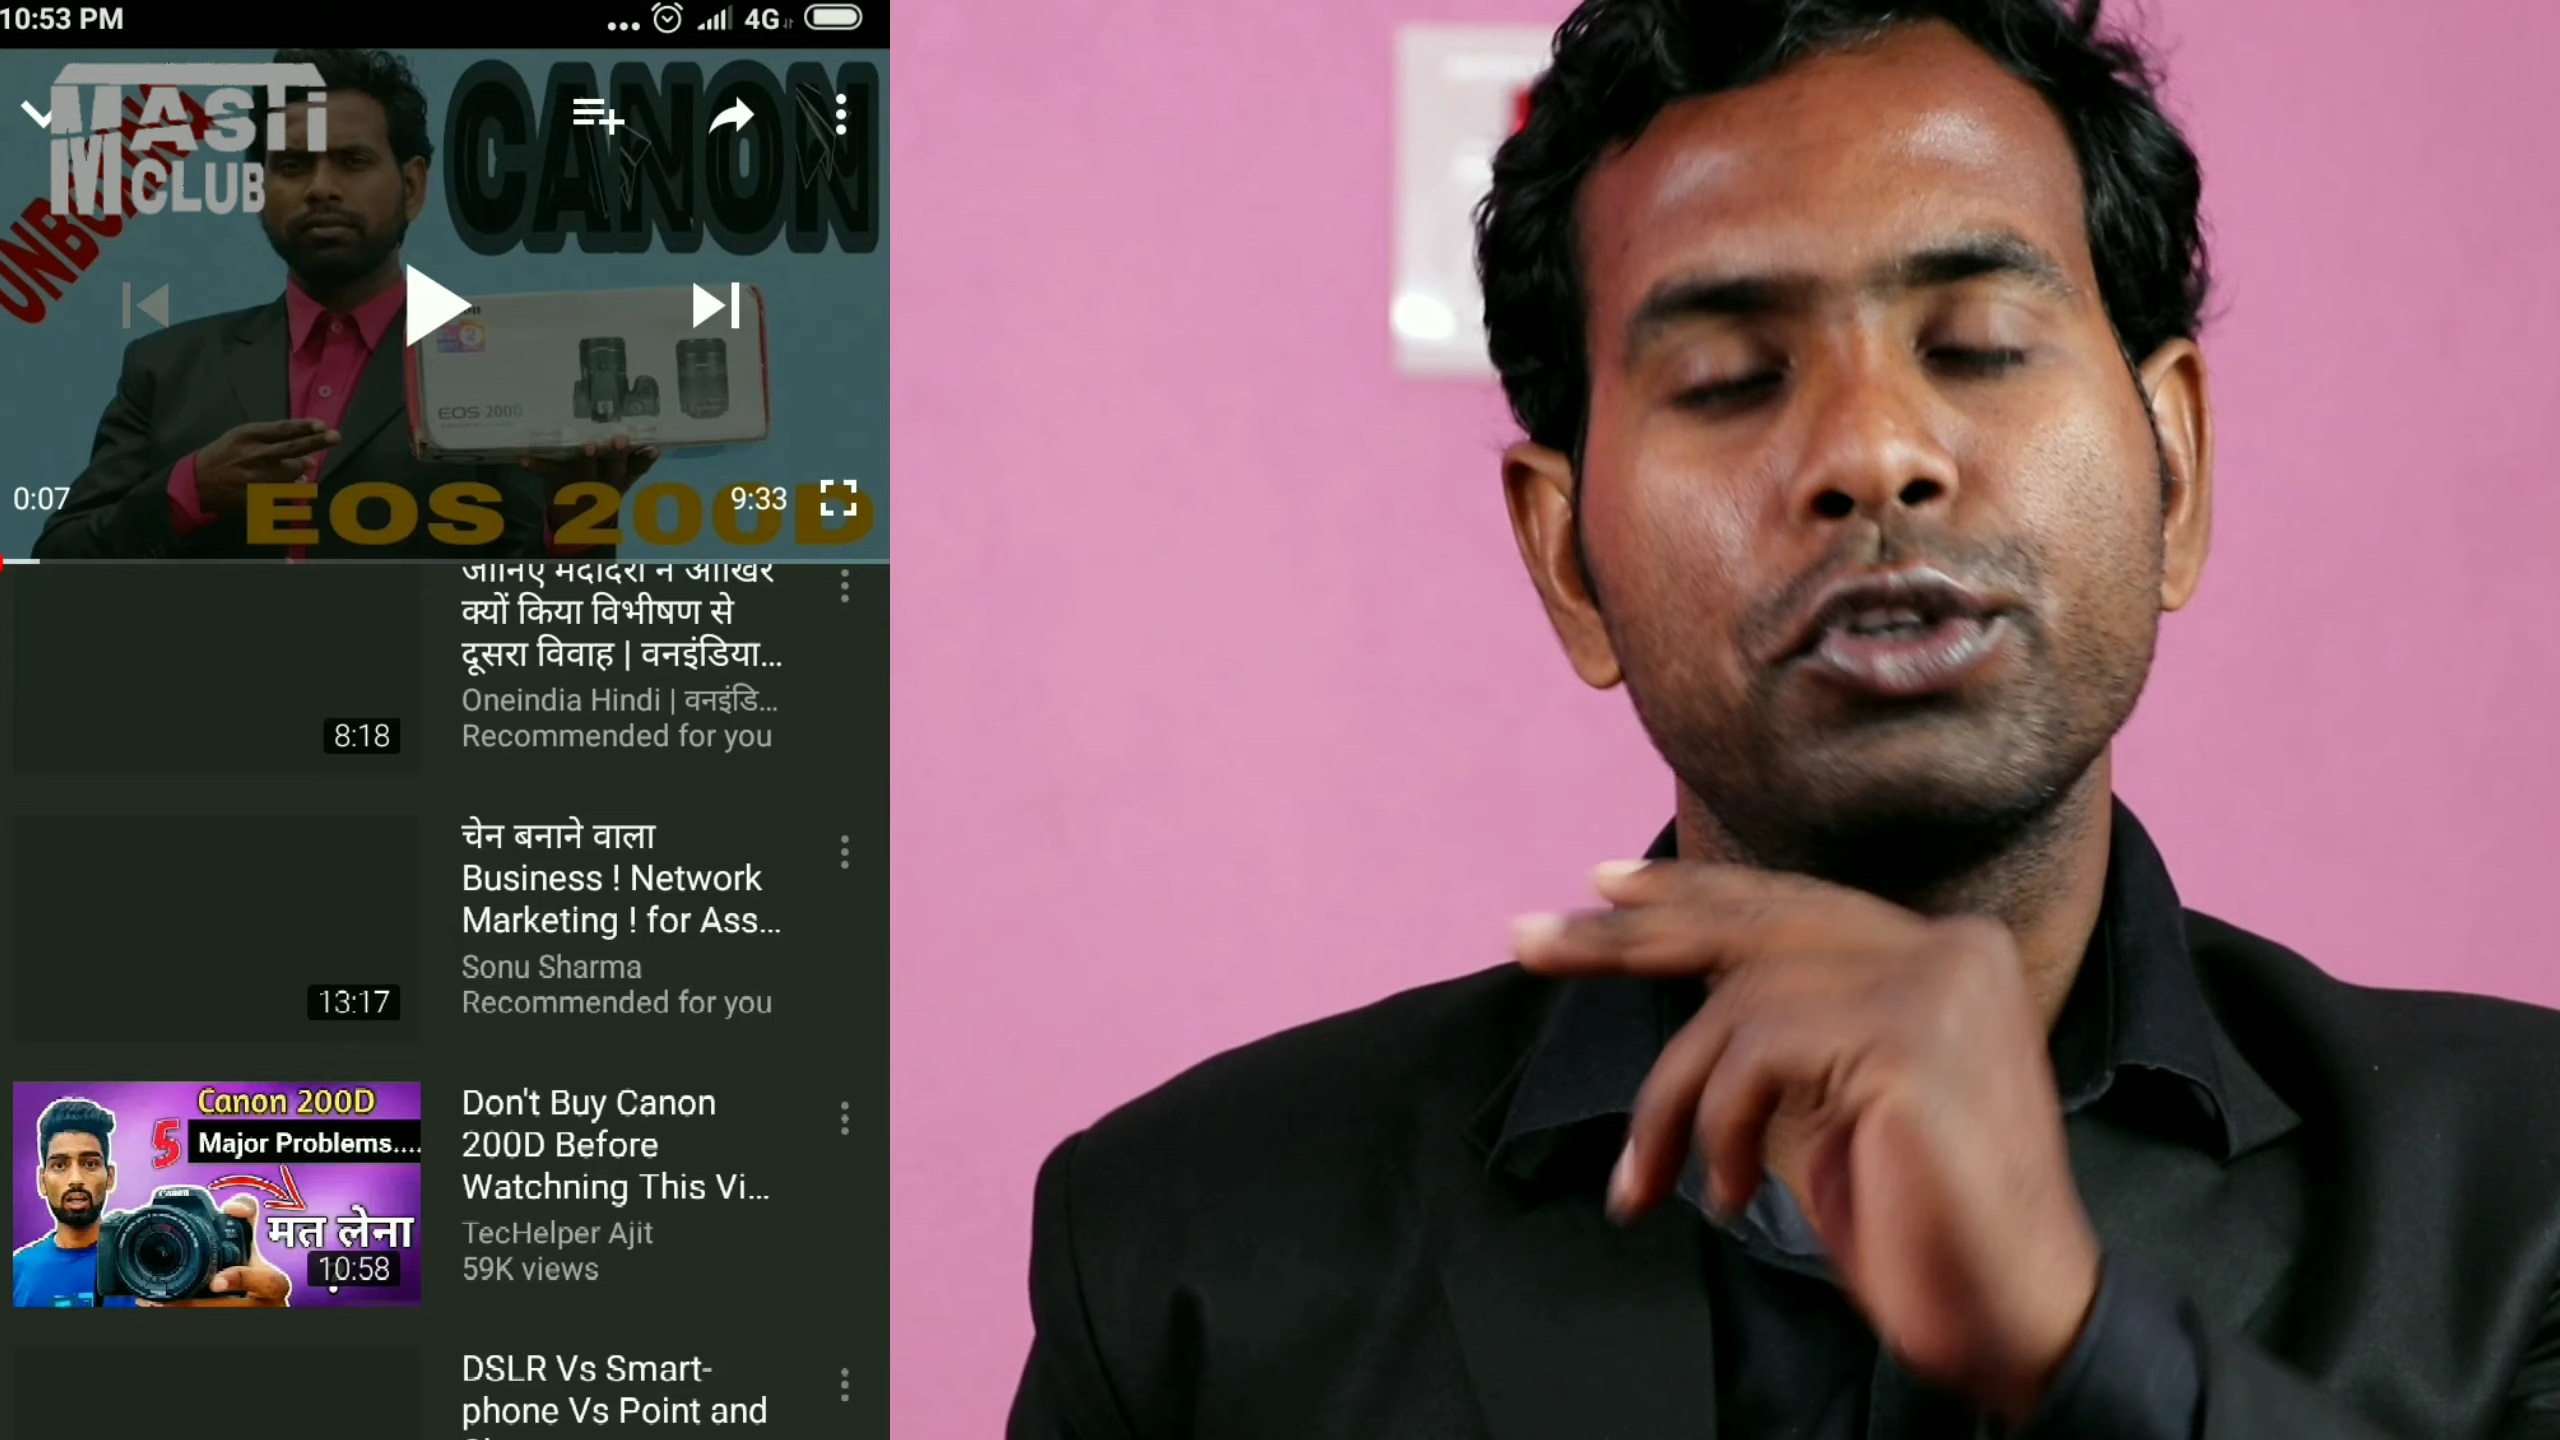 10:53 PM
4G
MASTi
M CLUB
UNBOXING
CANON
EOS 200D
0:07
9:33
EOS 200D
क्यों किया विभीषण से
दूसरा विवाह | वनइंडिया...
Oneindia Hindi | वनइंडि...
Recommended for you
8:18
चेन बनाने वाला
Business ! Network
Marketing ! for Ass...
Sonu Sharma
Recommended for you
13:17
Canon 200D
5 Major Problems....
मत लेना
10:58
Don't Buy Canon
200D Before
Watchning This Vi...
TecHelper Ajit
59K views
DSLR Vs Smart-
phone Vs Point and